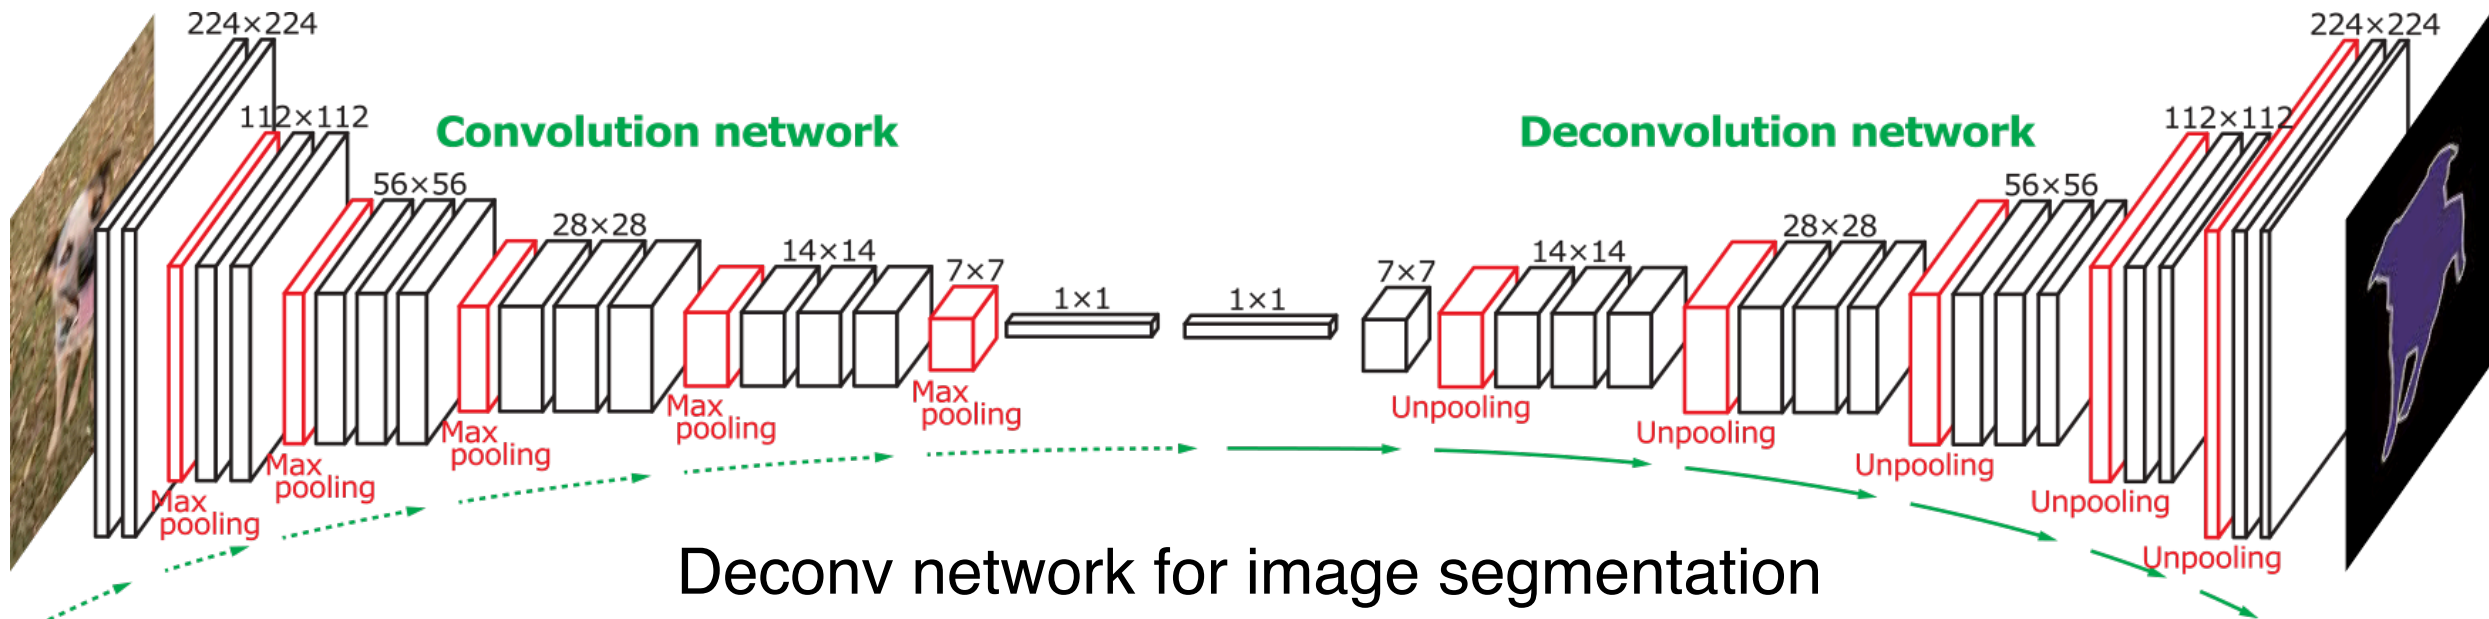 224×224
112×112
Convolution network
56×56
28×28
14×14
7×7
1×1
1×1
Deconvolution network
7×7
14×14
28×28
56×56
112×112
224×224
Max
pooling
Max
pooling
Max
pooling
Max
pooling
Max
pooling
Unpooling
Unpooling
Unpooling
Unpooling
Unpooling
Deconv network for image segmentation